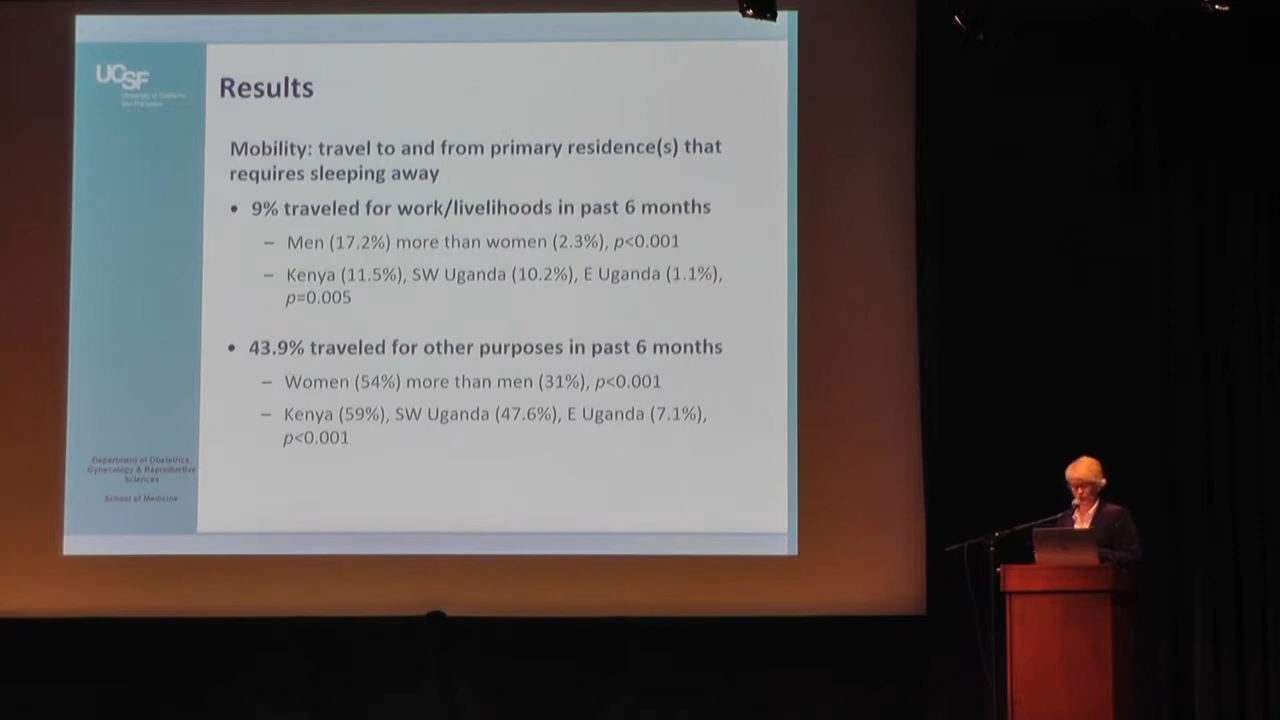 UCSF
Results
Mobility: travel to and from primary residence(s) that
requires sleeping away
• 9% traveled for work/livelihoods in past 6 months
– Men (17.2%) more than women (2.3%), p<0.001
– Kenya (11.5%), SW Uganda (10.2%), E Uganda (1.1%),
p=0.005
• 43.9% traveled for other purposes in past 6 months
– Women (54%) more than men (31%), p<0.001
– Kenya (59%), SW Uganda (47.6%), E Uganda (7.1%),
p<0.001
Department of Obstetrics,
Gynecology & Reproductive
Sciences
School of Medicine